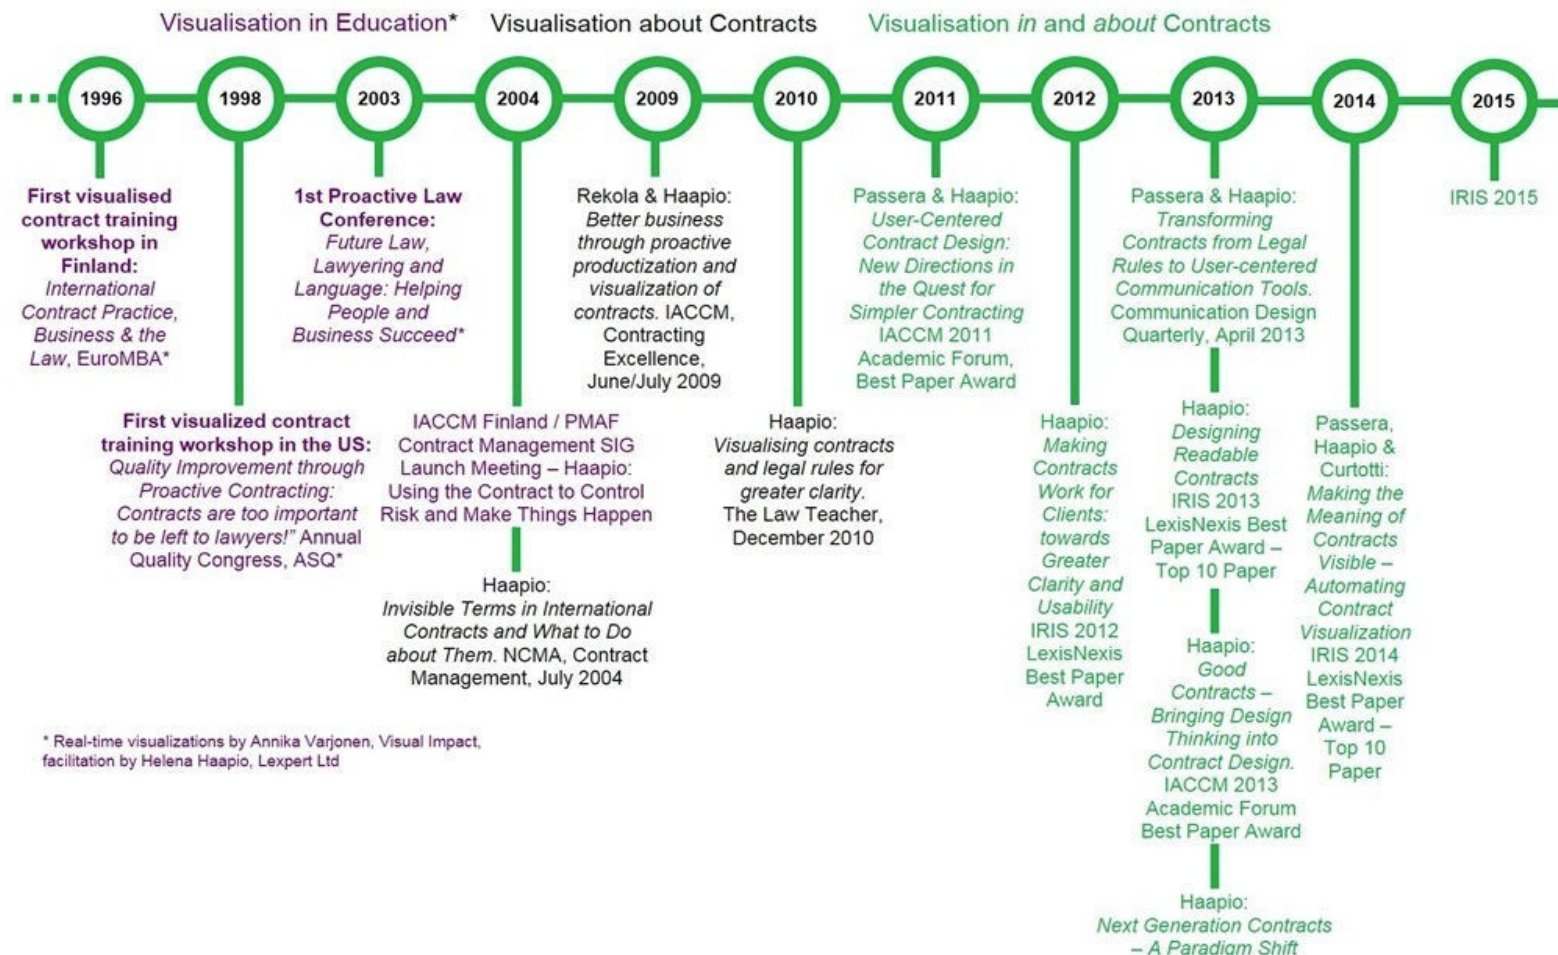 Visualisation in Education*
Visualisation about Contracts
Visualisation in and about Contracts
1996
1998
2003
2004
2009
2010
2011
2012
2013
2014
2015
First visualised
contract training
workshop in
Finland:
International
Contract Practice,
Business & the
Law, EuroMBA*
First visualized contract
training workshop in the US:
Quality Improvement through
Proactive Contracting:
Contracts are too important
to be left to lawyers!” Annual
Quality Congress, ASQ*
1st Proactive Law
Conference:
Future Law,
Lawyering and
Language: Helping
People and
Business Succeed*
IACCM Finland / PMAF
Contract Management SIG
Launch Meeting – Haapio:
Using the Contract to Control
Risk and Make Things Happen
Haapio:
Invisible Terms in International
Contracts and What to Do
about Them. NCMA, Contract
Management, July 2004
Rekola & Haapio:
Better business
through proactive
productization and
visualization of
contracts. IACCM,
Contracting
Excellence,
June/July 2009
Haapio:
Visualising contracts
and legal rules for
greater clarity.
The Law Teacher,
December 2010
Passera & Haapio:
User-Centered
Contract Design:
New Directions in
the Quest for
Simpler Contracting
IACCM 2011
Academic Forum,
Best Paper Award
Haapio:
Making
Contracts
Work for
Clients:
towards
Greater
Clarity and
Usability
IRIS 2012
LexisNexis
Best Paper
Award
Passera & Haapio:
Transforming
Contracts from Legal
Rules to User-centered
Communication Tools.
Communication Design
Quarterly, April 2013
Haapio:
Designing
Readable
Contracts
IRIS 2013
LexisNexis Best
Paper Award –
Top 10 Paper
Haapio:
Good
Contracts –
Bringing Design
Thinking into
Contract Design.
IACCM 2013
Academic Forum
Best Paper Award
Haapio:
Next Generation Contracts
– A Paradigm Shift
Passera,
Haapio &
Curtotti:
Making the
Meaning of
Contracts
Visible –
Automating
Contract
Visualization
IRIS 2014
LexisNexis
Best Paper
Award –
Top 10
Paper
IRIS 2015
* Real-time visualizations by Annika Varjonen, Visual Impact,
facilitation by Helena Haapio, Lexpert Ltd